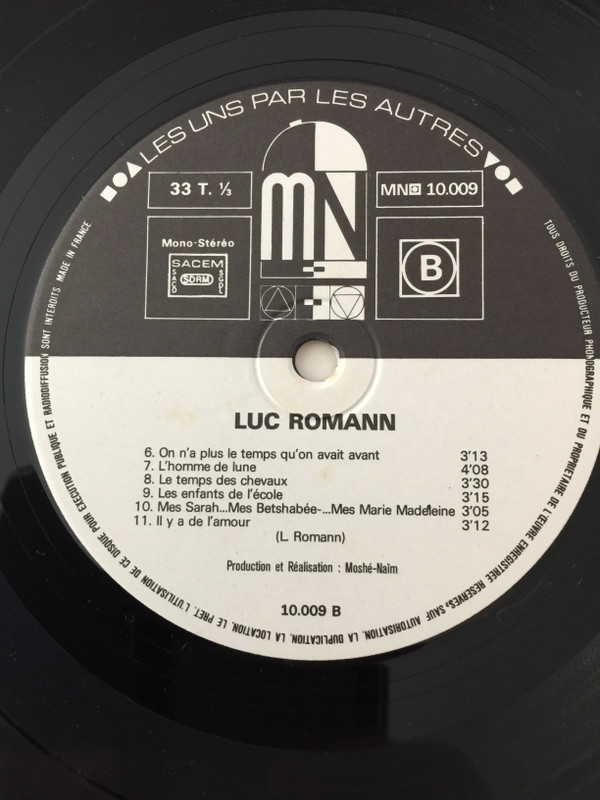 ■●▲ LES UNS PAR LES AUTRES ▼●■
33 T. ⅓
MN
MN 10.009
Mono-Stéréo
SACEM
SACD
SDRM
SGDL
B
LUC ROMANN
6. On n'a plus le temps qu'on avait avant 3'13
7. L'homme de lune 4'08
8. Le temps des chevaux 3'30
9. Les enfants de l'école 3'15
10. Mes Sarah...Mes Betshabée-...Mes Marie Madeleine 3'05
11. Il y a de l'amour 3'12
(L. Romann)
Production et Réalisation : Moshé-Naïm
10.009 B
TOUS DROITS DU PRODUCTEUR PHONOGRAPHIQUE ET DU PROPRIETAIRE DE L'ŒUVRE ENREGISTREE RESERVES, SAUF AUTORISATION, LA DUPLICATION, LA LOCATION, LE PRET, L'UTILISATION DE CE DISQUE POUR EXECUTION PUBLIQUE ET RADIODIFFUSION SONT INTERDITS MADE IN FRANCE